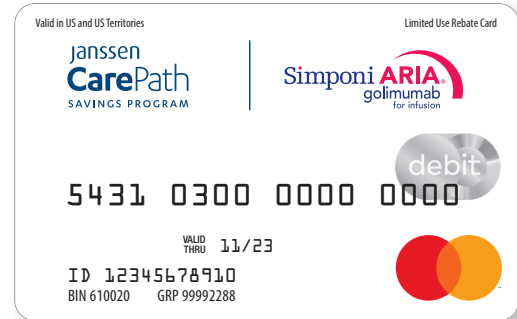 Valid in US and US Territories
Limited Use Rebate Card
janssen
CarePath
SAVINGS PROGRAM
Simponi ARIA®
golimumab
for infusion
debit
5431 0300 0000 0000
VALID THRU 11/23
ID 12345678910
BIN 610020 GRP 99992288